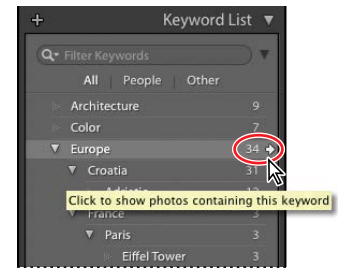 Keyword List
Filter Keywords
All People Other
Architecture 9
Color 7
Europe 34
Croatia 31
Click to show photos containing this keyword
France 3
Paris 3
Eiffel Tower 3